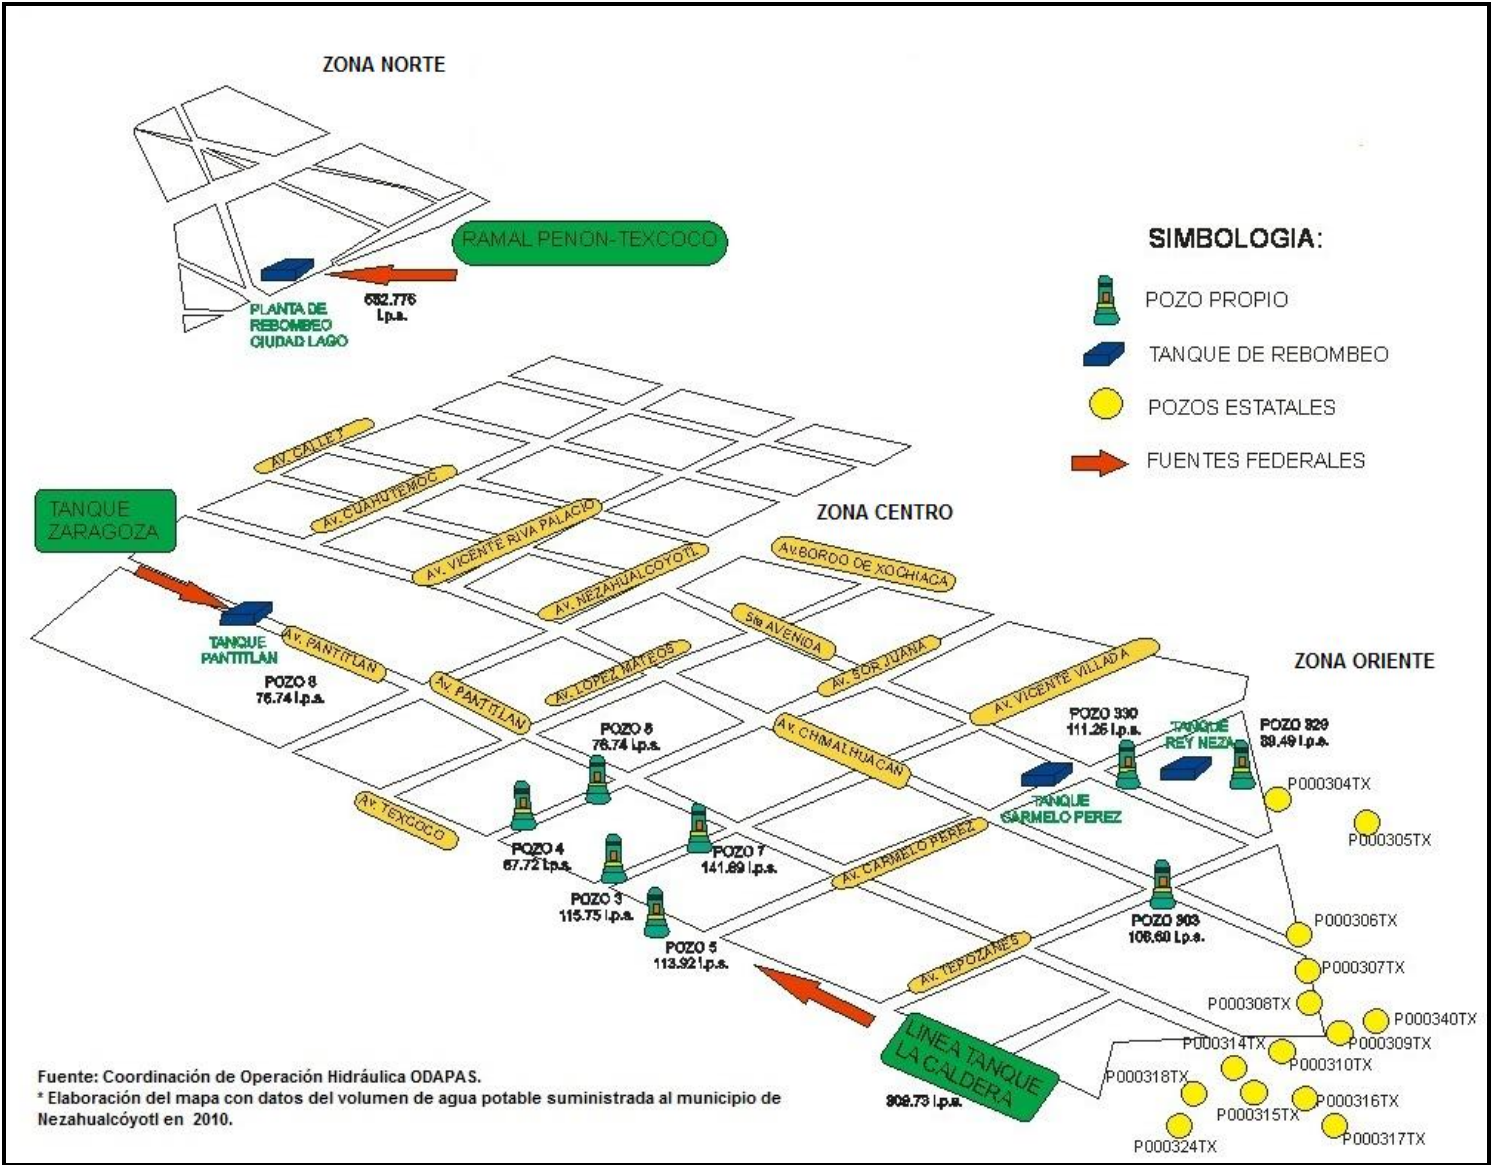 ZONA NORTE
RAMAL PEÑON-TEXCOCO
682.776
l.p.s.
PLANTA DE
REBOMBEO
CIUDAD LAGO
SIMBOLOGIA:
POZO PROPIO
TANQUE DE REBOMBEO
POZOS ESTATALES
FUENTES FEDERALES
AV. CALLE 7
AV. CUAHUTEMOC
AV. VICENTE RIVA PALACIO
AV. NEZAHUALCOYOTL
ZONA CENTRO
AV.BORDO DE XOCHIACA
TANQUE
ZARAGOZA
TANQUE
PANTITLAN
AV. PANTITLAN
POZO 8
76.74 l.p.s.
AV. PANTITLAN
AV. LOPEZ MATEOS
5ta AVENIDA
AV. SOR JUANA
AV. VICENTE VILLADA
ZONA ORIENTE
AV. CHIMALHUACAN
POZO 330
111.26 l.p.s.
TANQUE
REY NEZA
POZO 329
89.49 l.p.s.
TANQUE
CARMELO PEREZ
P000304TX
P000305TX
AV. TEXCOCO
POZO 6
76.74 l.p.s.
POZO 4
67.72 l.p.s.
POZO 7
141.69 l.p.s.
POZO 3
115.75 l.p.s.
POZO 5
113.92 l.p.s.
AV. CARMELO PEREZ
POZO 303
106.60 l.p.s.
AV. TEPOZANES
P000306TX
P000307TX
P000308TX
P000340TX
P000309TX
P000314TX
P000310TX
P000318TX
P000316TX
P000315TX
P000317TX
P000324TX
LINEA TANQUE
LA CALDERA
909.73 l.p.s.
Fuente: Coordinación de Operación Hidráulica ODAPAS.
* Elaboración del mapa con datos del volumen de agua potable suministrada al municipio de
Nezahualcóyotl en 2010.